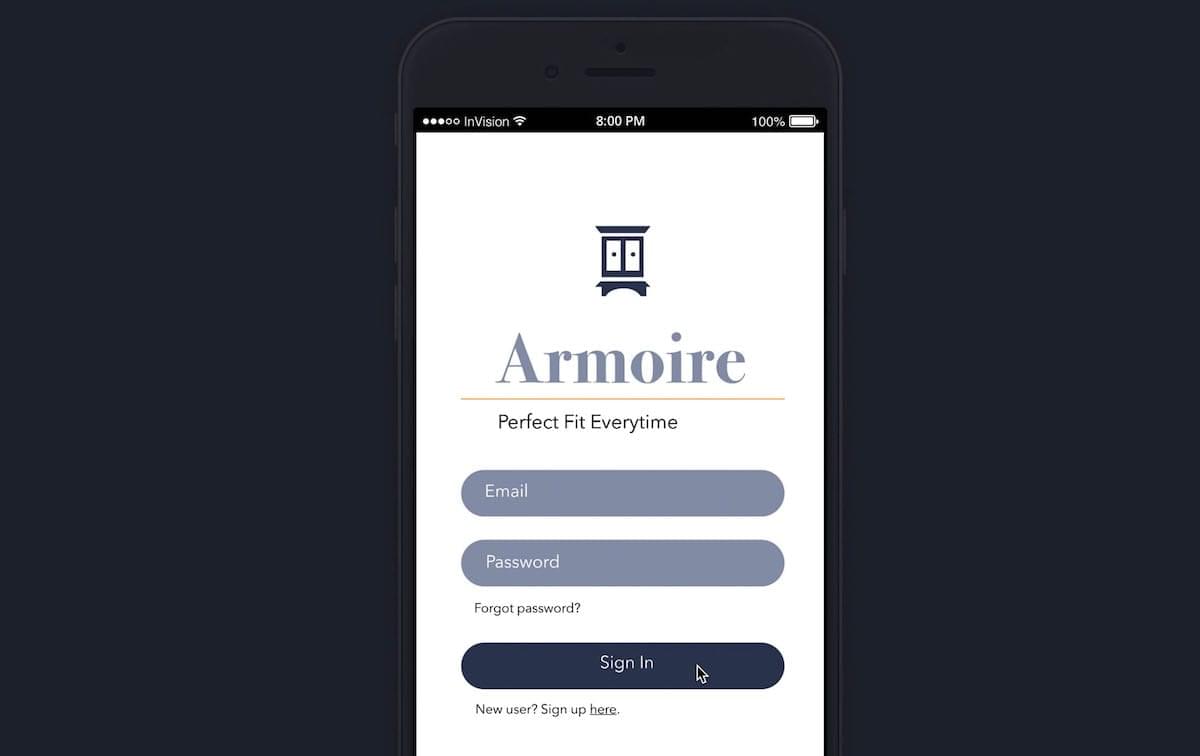 InVision 8:00 PM 100%
Armoire
Perfect Fit Everytime
Email
Password
Forgot password?
Sign In
New user? Sign up here.